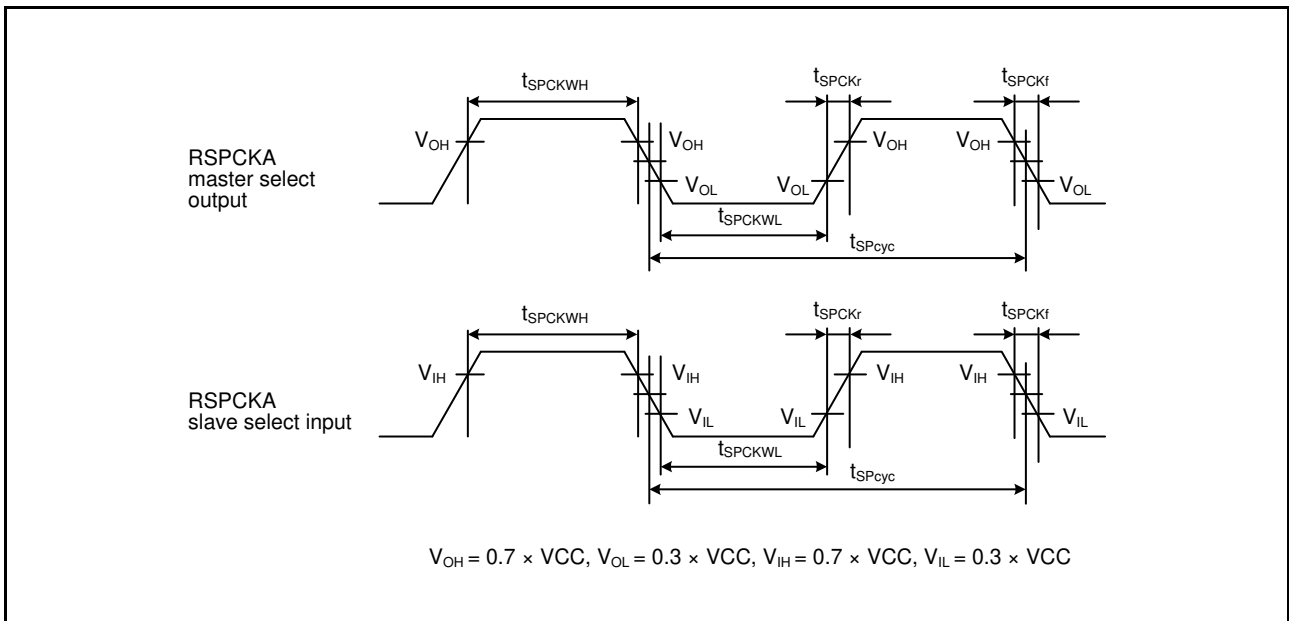 tSPCKWH
tSPCKr
tSPCKf
RSPCKA
master select
output
VOH
VOH
VOH
VOH
VOL
VOL
VOL
tSPCKWL
tSPcyc
tSPCKWH
tSPCKr
tSPCKf
RSPCKA
slave select input
VIH
VIH
VIH
VIH
VIL
VIL
VIL
tSPCKWL
tSPcyc
VOH = 0.7 × VCC, VOL = 0.3 × VCC, VIH = 0.7 × VCC, VIL = 0.3 × VCC